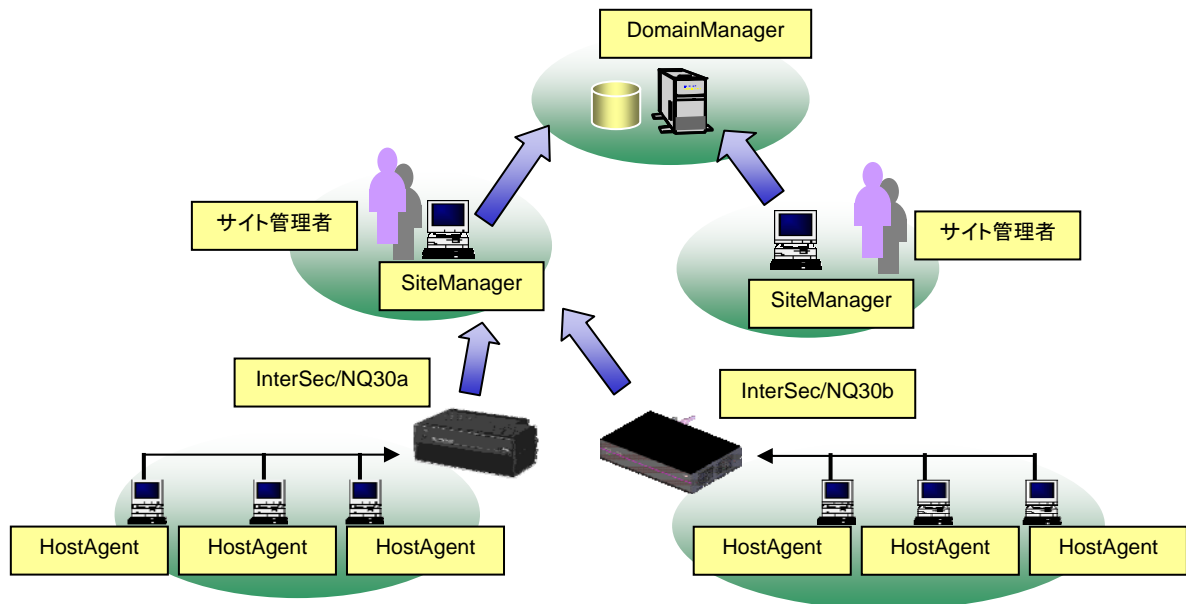 DomainManager
サイト管理者
サイト管理者
SiteManager
SiteManager
InterSec/NQ30a
InterSec/NQ30b
HostAgent
HostAgent
HostAgent
HostAgent
HostAgent
HostAgent